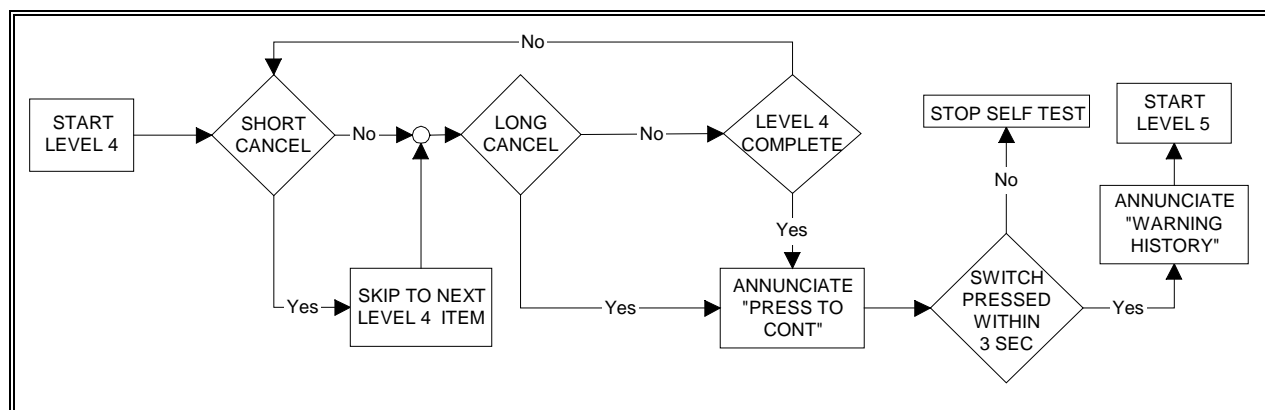 No
START
LEVEL 4
SHORT
CANCEL
No
LONG
CANCEL
No
LEVEL 4
COMPLETE
STOP SELF TEST
START
LEVEL 5
No
ANNUNCIATE
"WARNING
HISTORY"
Yes
Yes
SKIP TO NEXT
LEVEL 4 ITEM
Yes
ANNUNCIATE
"PRESS TO
CONT"
SWITCH
PRESSED
WITHIN
3 SEC
Yes